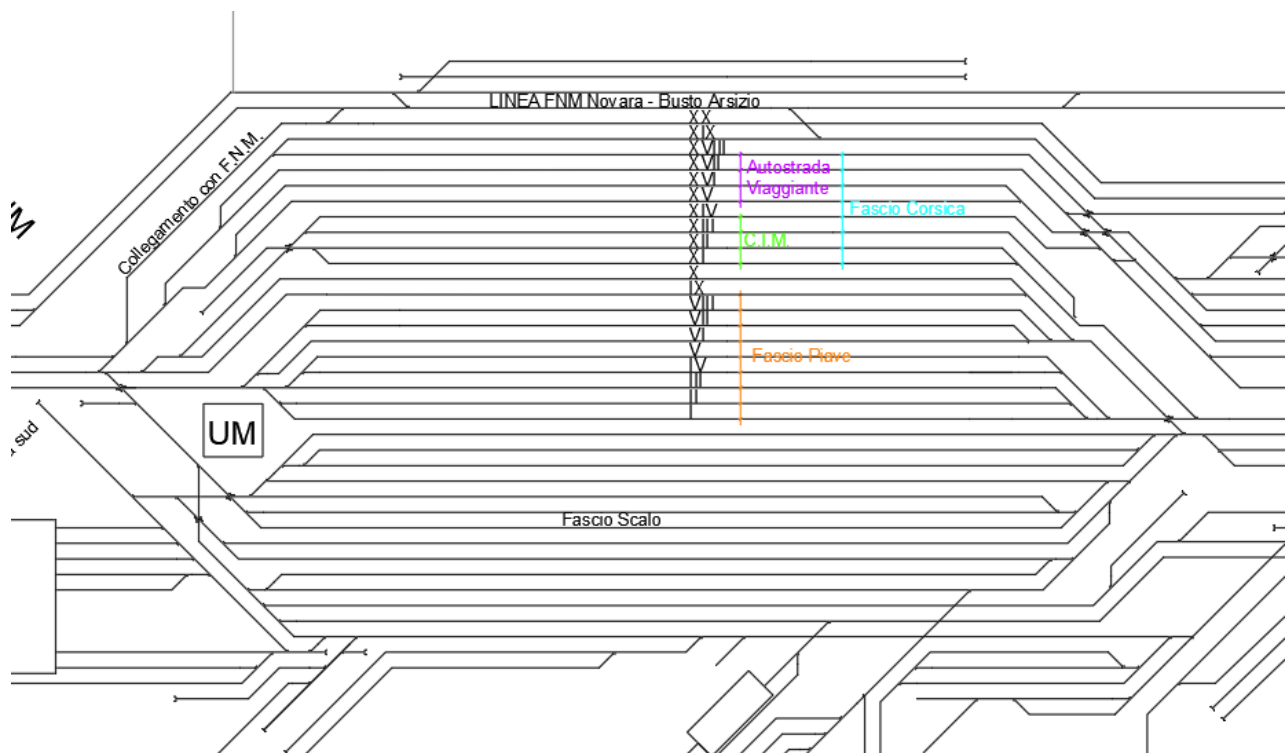 LINEA FNM Novara - Busto Arsizio
Collegamento con F.N.M.
XX
XIX
XVIII
XVII
XVI
XV
XIV
XIII
XII
XI
X
IX
VIII
VII
VI
V
IV
III
II
I
Autostrada
Viaggiante
Fascio Corsica
C.I.M.
Fascio Piave
UM
sud
Fascio Scalo